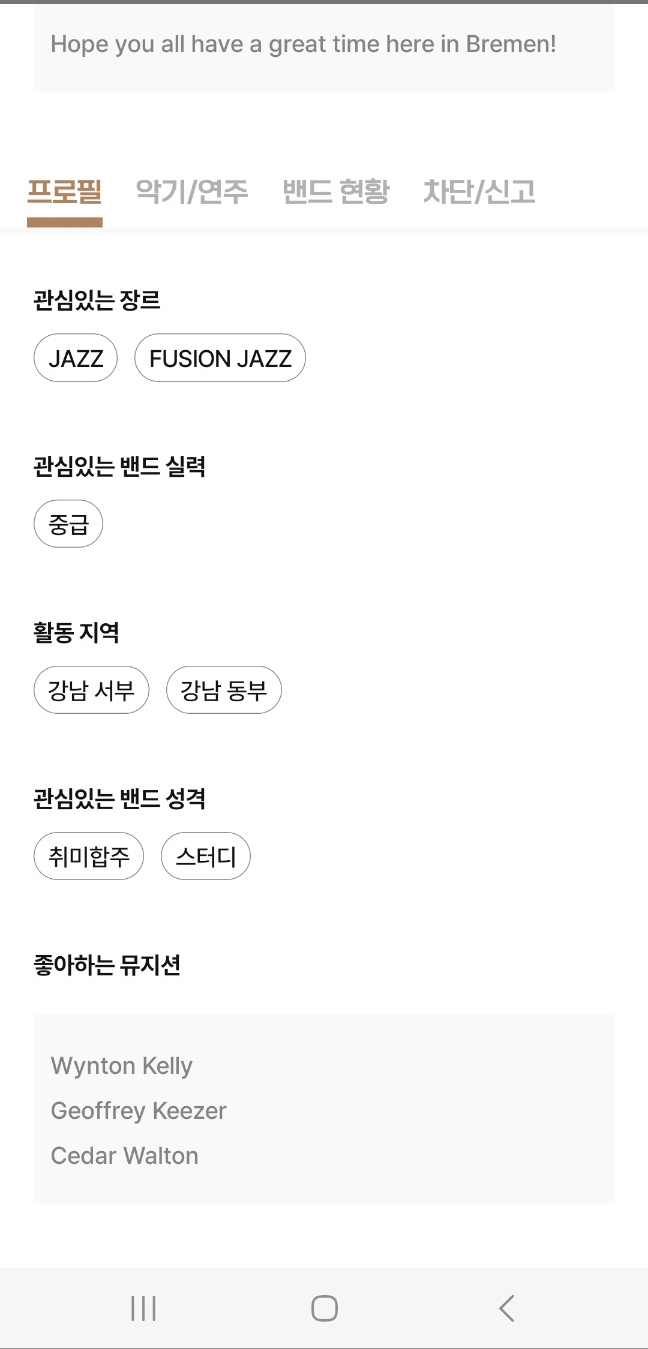 Hope you all have a great time here in Bremen!
프로필 악기/연주 밴드 현황 차단/신고
관심있는 장르
JAZZ FUSION JAZZ
관심있는 밴드 실력
중급
활동 지역
강남 서부 강남 동부
관심있는 밴드 성격
취미합주 스터디
좋아하는 뮤지션
Wynton Kelly
Geoffrey Keezer
Cedar Walton